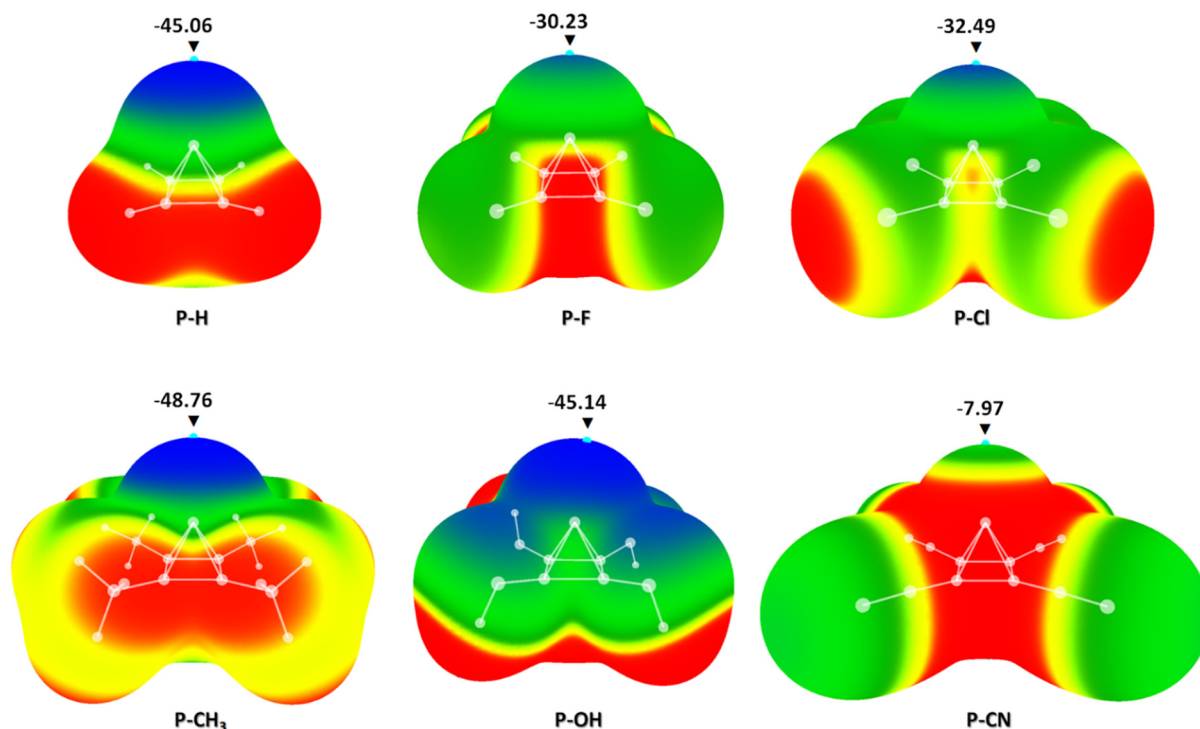 -45.06 -30.23 -32.49
P-H P-F P-Cl
-48.76 -45.14 -7.97
P-CH₃ P-OH P-CN